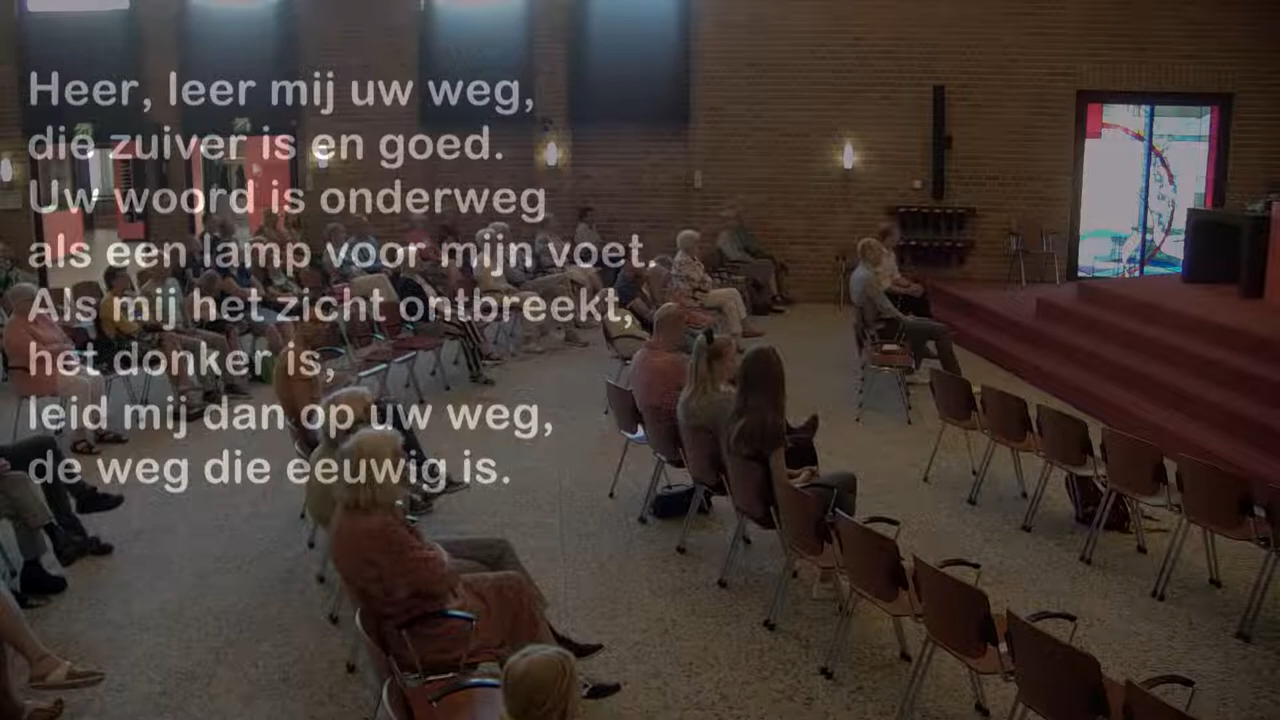 Heer, leer mij uw weg,
die zuiver is en goed.
Uw woord is onderweg
als een lamp voor mijn voet.
Als mij het zicht ontbreekt,
het donker is,
leid mij dan op uw weg,
de weg die eeuwig is.